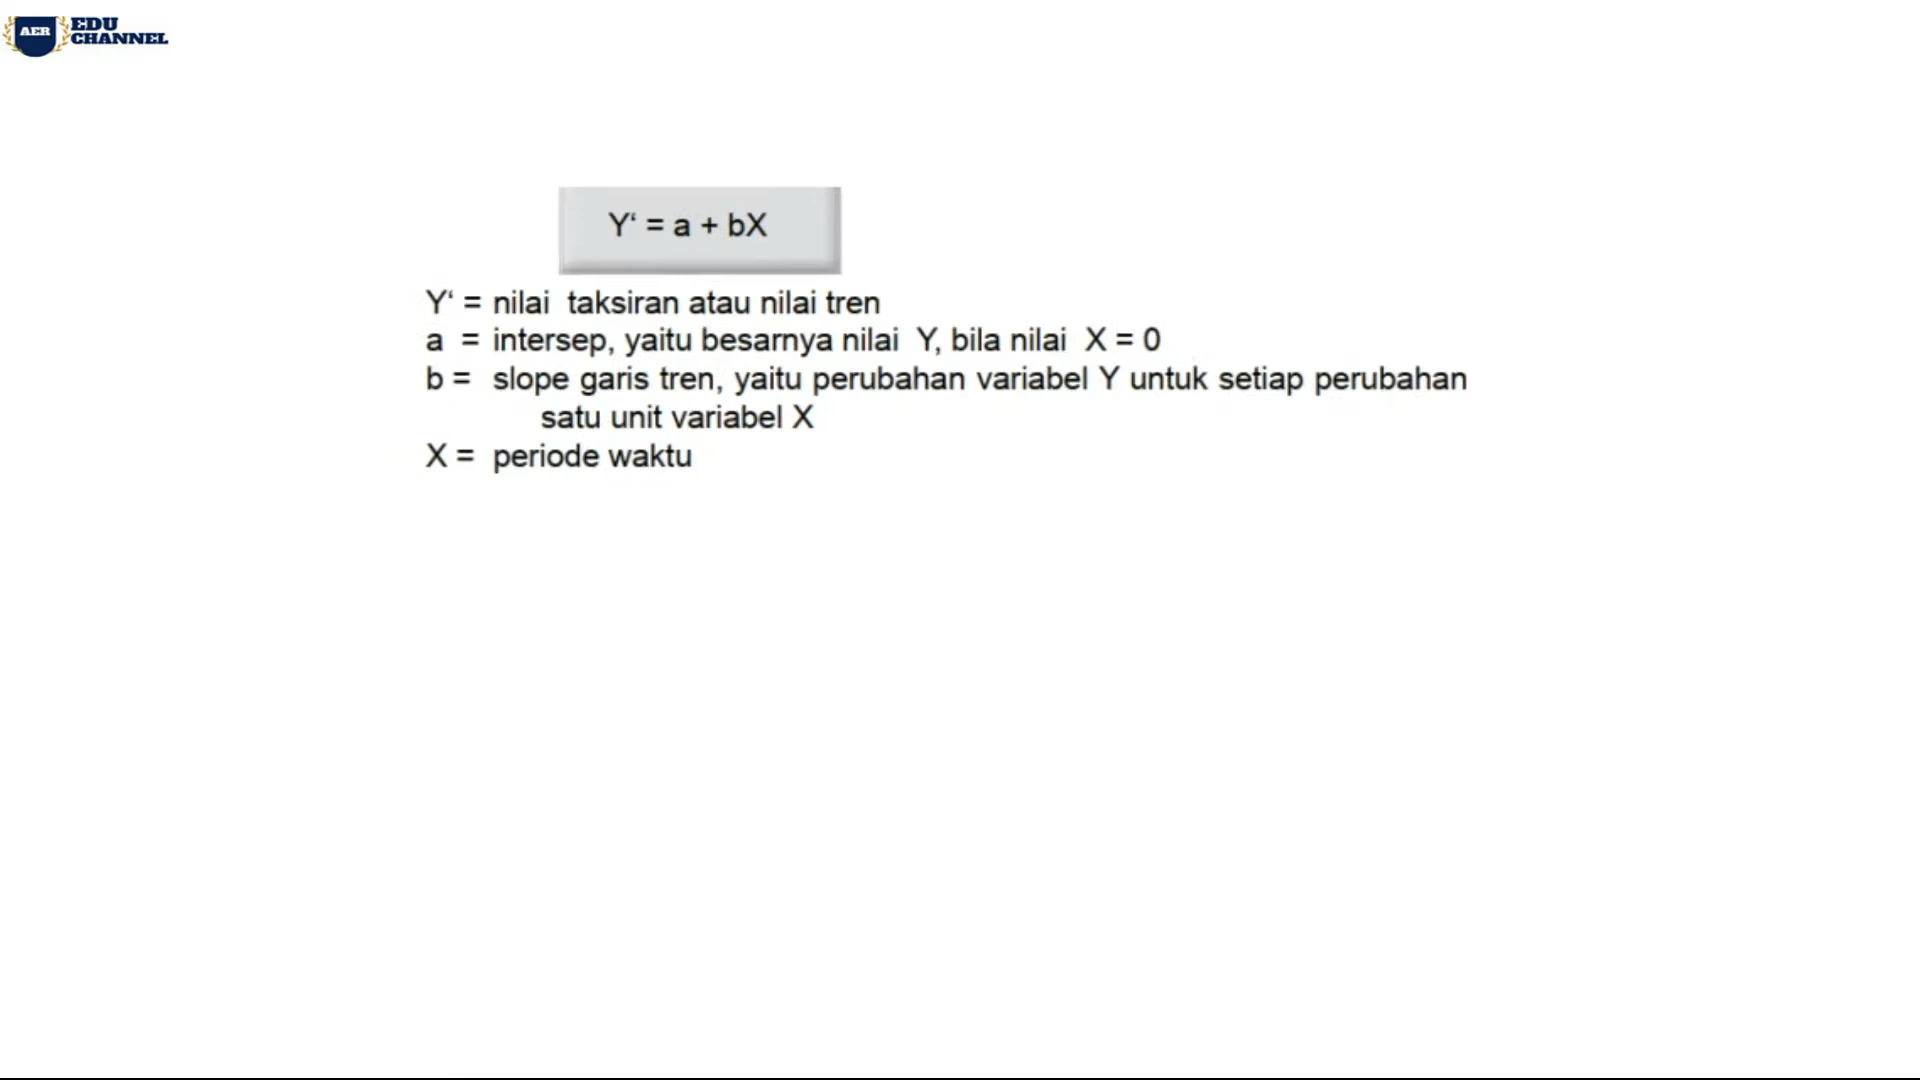 AER
EDU
CHANNEL
Y‘ = a + bX
Y‘ = nilai taksiran atau nilai tren
a = intersep, yaitu besarnya nilai Y, bila nilai X = 0
b = slope garis tren, yaitu perubahan variabel Y untuk setiap perubahan
satu unit variabel X
X = periode waktu